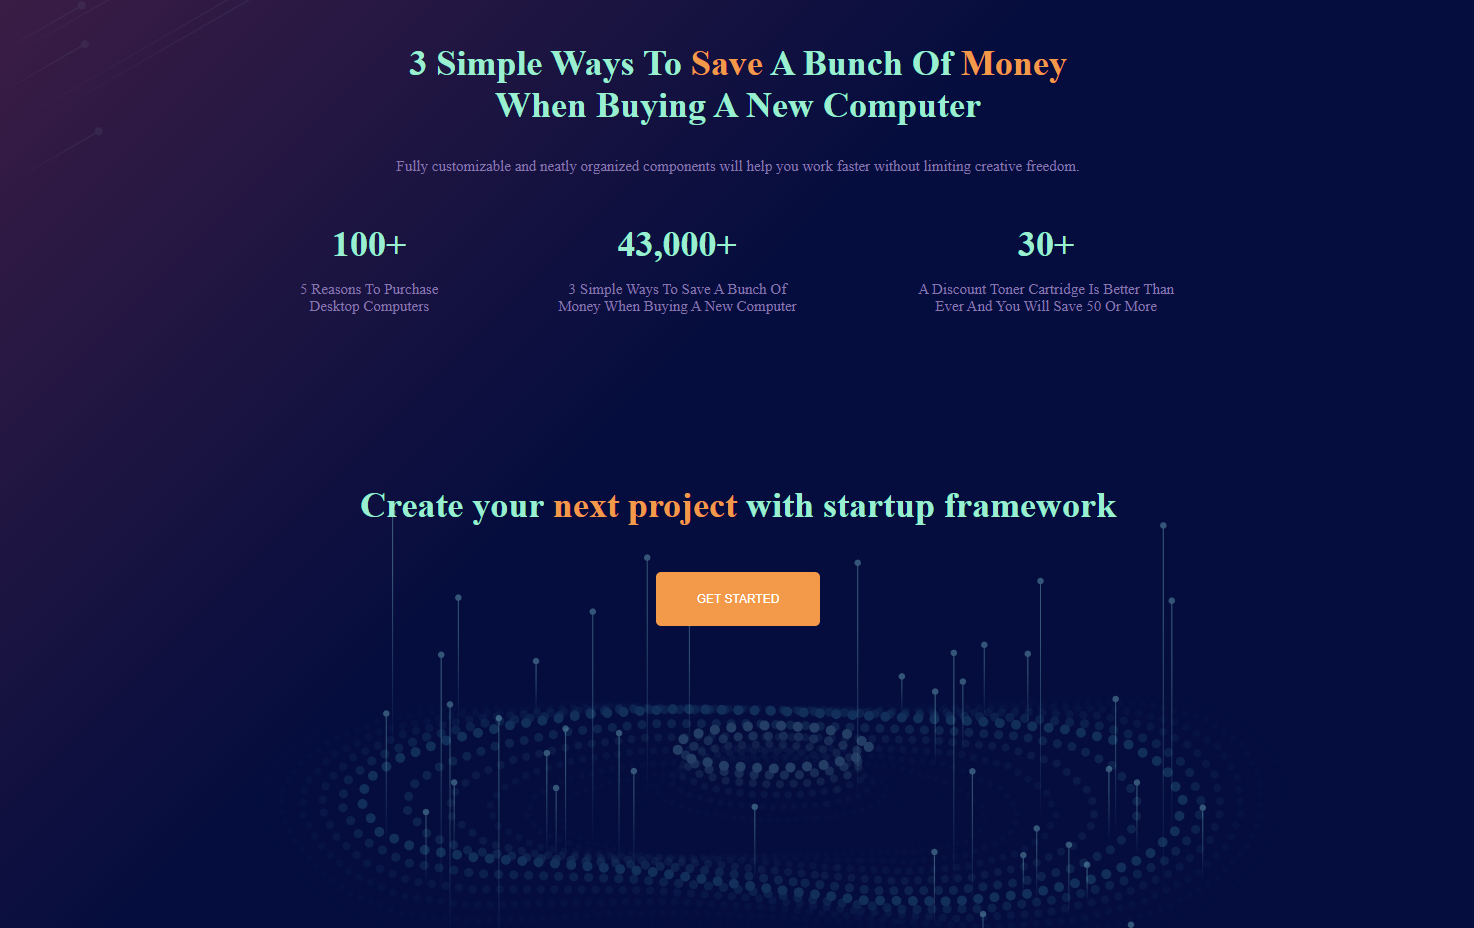 3 Simple Ways To Save A Bunch Of Money
When Buying A New Computer
Fully customizable and neatly organized components will help you work faster without limiting creative freedom.
100+
5 Reasons To Purchase
Desktop Computers
43,000+
3 Simple Ways To Save A Bunch Of
Money When Buying A New Computer
30+
A Discount Toner Cartridge Is Better Than
Ever And You Will Save 50 Or More
Create your next project with startup framework
GET STARTED